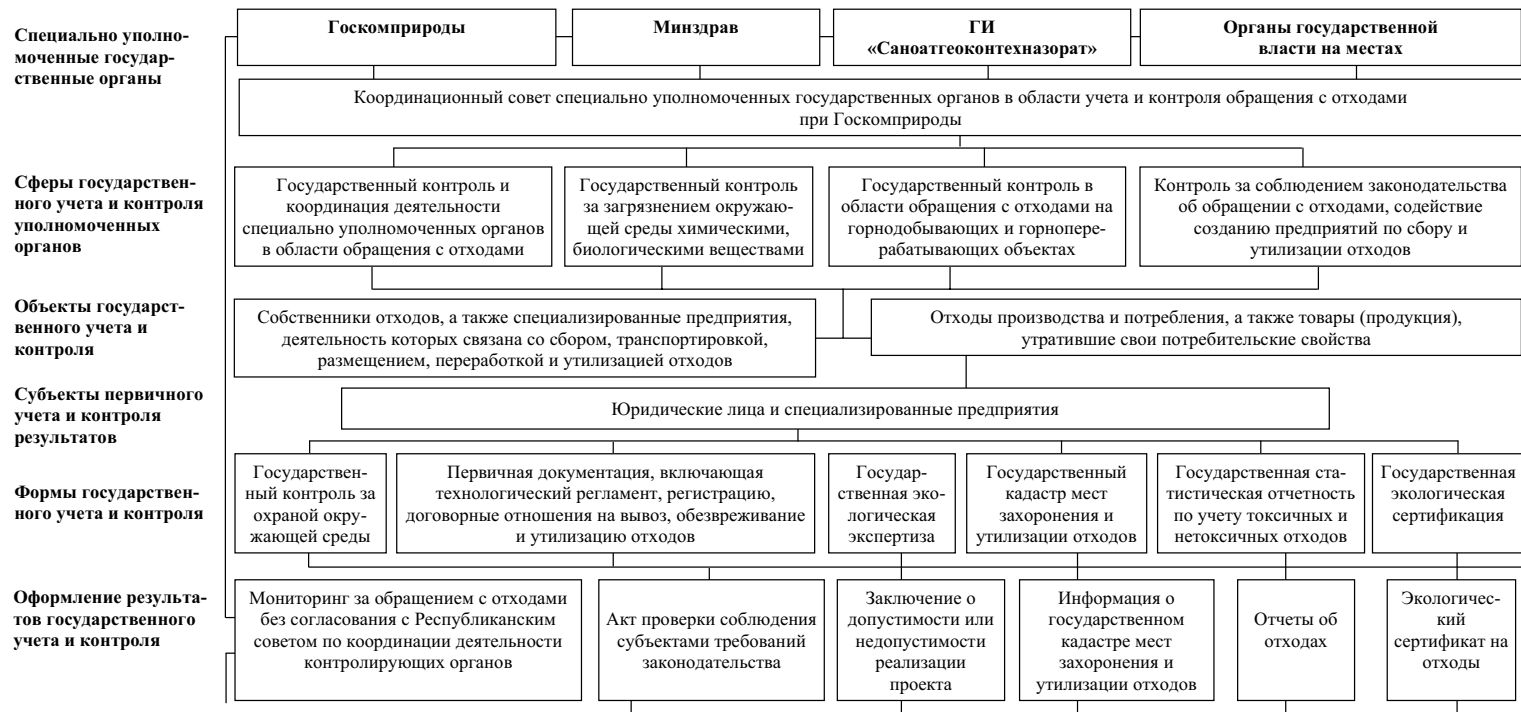 Специально уполно-
моченные государ-
ственные органы
Госкомприроды
Минздрав
ГИ
«Саноатгеоконтехназорат»
Органы государственной
власти на местах
Координационный совет специально уполномоченных государственных органов в области учета и контроля обращения с отходами
при Госкомприроды
Сферы государствен-
ного учета и контроля
уполномоченных
органов
Государственный контроль и
координация деятельности
специально уполномоченных органов
в области обращения с отходами
Государственный контроль
за загрязнением окружаю-
щей среды химическими,
биологическими веществами
Государственный контроль в
области обращения с отходами на
горнодобывающих и горнопере-
рабатывающих объектах
Контроль за соблюдением законодательства
об обращении с отходами, содействие
созданию предприятий по сбору и
утилизации отходов
Объекты государст-
венного учета и
контроля
Собственники отходов, а также специализированные предприятия,
деятельность которых связана со сбором, транспортировкой,
размещением, переработкой и утилизацией отходов
Отходы производства и потребления, а также товары (продукция),
утратившие свои потребительские свойства
Субъекты первичного
учета и контроля
результатов
Юридические лица и специализированные предприятия
Формы государствен-
ного учета и контроля
Государствен-
ный контроль за
охраной окру-
жающей среды
Первичная документация, включающая
технологический регламент, регистрацию,
договорные отношения на вывоз, обезвреживание
и утилизацию отходов
Государ-
ственная эко-
логическая
экспертиза
Государственный
кадастр мест
захоронения и
утилизации отходов
Государственная ста-
тистическая отчетность
по учету токсичных и
нетоксичных отходов
Государственная
экологическая
сертификация
Оформление результа-
тов государственного
учета и контроля
Мониторинг за обращением с отходами
без согласования с Республиканским
советом по координации деятельности
контролирующих органов
Акт проверки соблюдения
субъектами требований
законодательства
Заключение о
допустимости или
недопустимости
реализации
проекта
Информация о
государственном
кадастре мест
захоронения и
утилизации отходов
Отчеты об
отходах
Экологичес-
кий
сертификат на
отходы